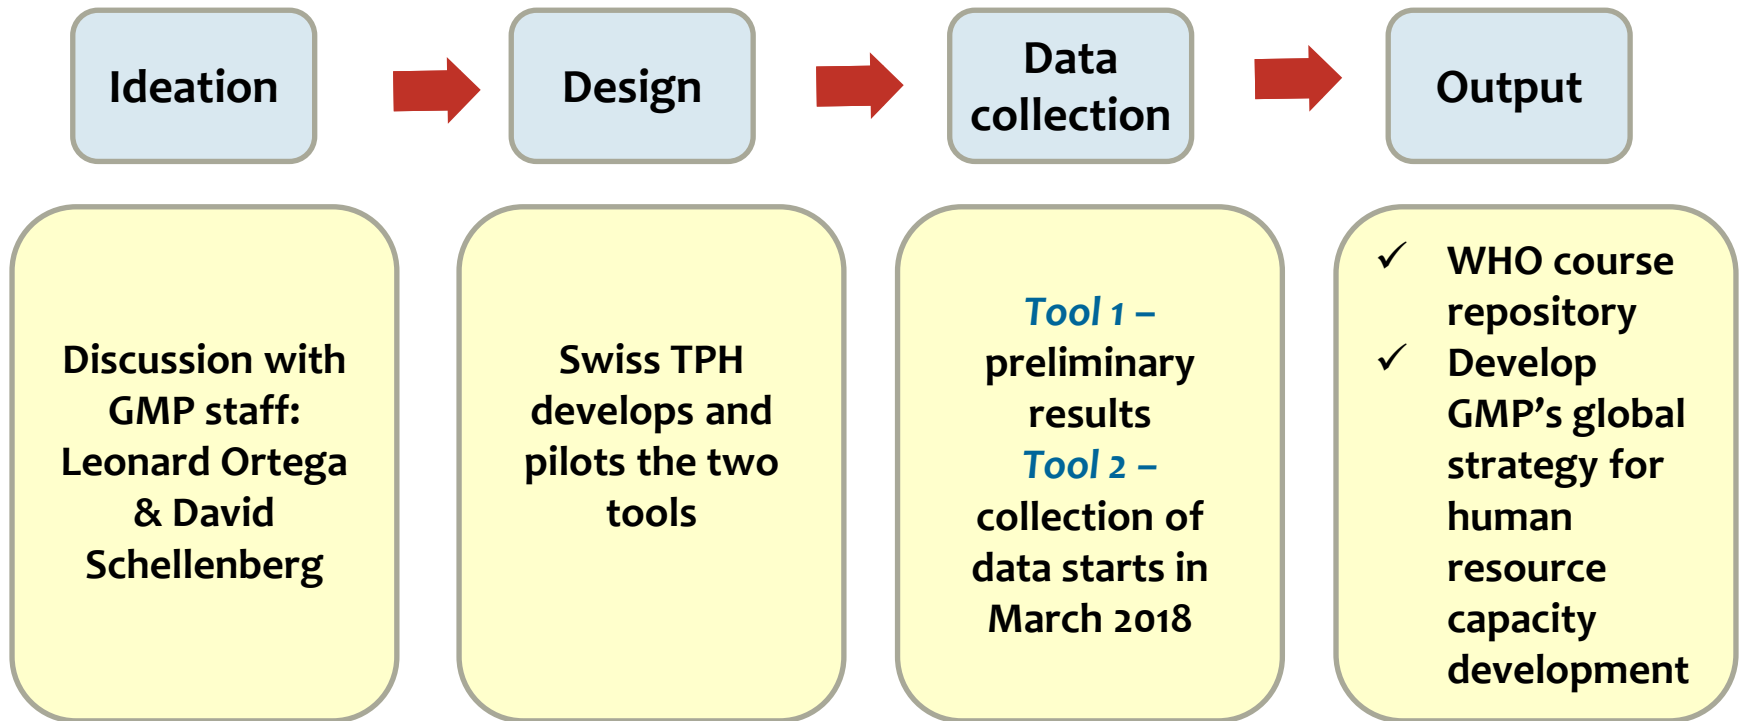 Ideation
Design
Data
collection
Output
Discussion with
GMP staff:
Leonard Ortega
& David
Schellenberg
Swiss TPH
develops and
pilots the two
tools
Tool 1 –
preliminary
results
Tool 2 –
collection of
data starts in
March 2018
✓ WHO course
repository
✓ Develop
GMP’s global
strategy for
human
resource
capacity
development